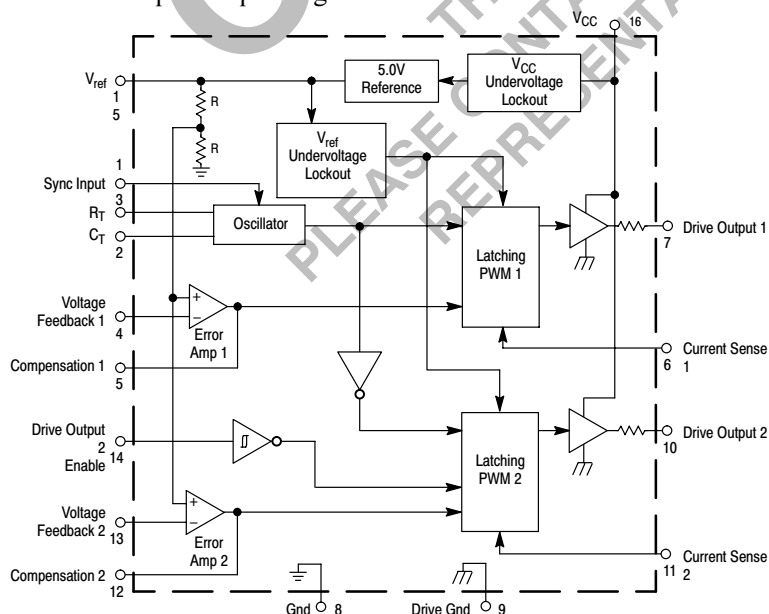 VCC
16
Vref
1
5
5.0V
Reference
VCC
Undervoltage
Lockout
R
R
Vref
Undervoltage
Lockout
1
Sync Input
3
RT
CT
2
Oscillator
Latching
PWM 1
Drive Output 1
7
Voltage
Feedback 1
4
+
−
Error
Amp 1
Compensation 1
5
Current Sense
6 1
Drive Output
2
14
Enable
Latching
PWM 2
Drive Output 2
10
Voltage
Feedback 2
13
+
−
Error
Amp 2
Compensation 2
12
Current Sense
11 2
Gnd 8
Drive Gnd 9
PLEASE
REPRESENTA